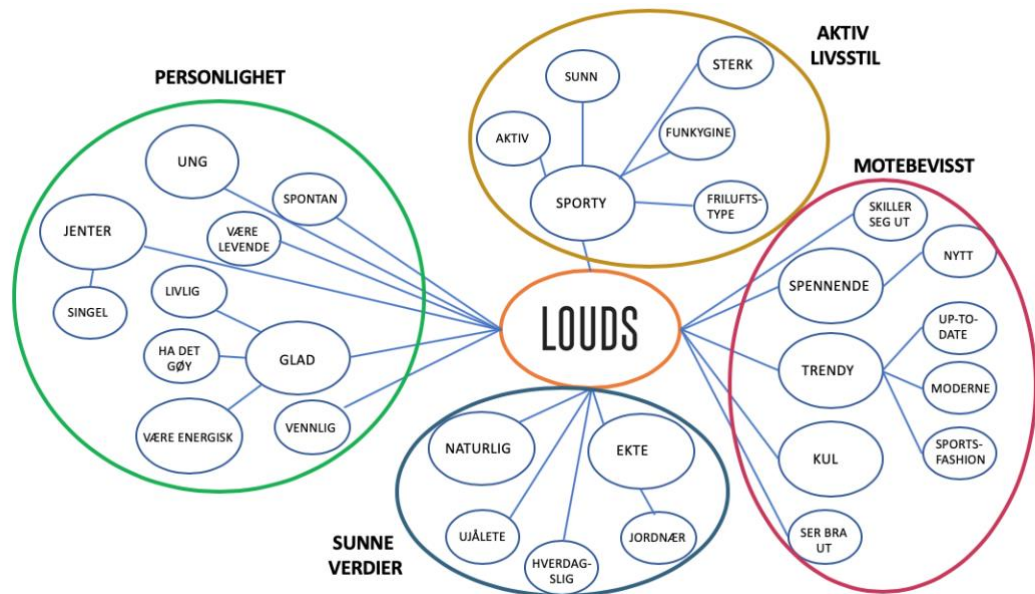 PERSONLIGHET
UNG
SPONTAN
JENTER
VÆRE
LEVENDE
LIVLIG
SINGEL
HA DET
GØY
GLAD
VÆRE ENERGISK
VENNLIG
AKTIV
LIVSSTIL
SUNN
STERK
AKTIV
FUNKYGINE
SPORTY
FRILUFTS-
TYPE
LOUDS
MOTEBEVISST
SKILLER
SEG UT
NYTT
SPENNENDE
UP-TO-
DATE
TRENDY
MODERNE
KUL
SPORTS-
FASHION
SER BRA
UT
SUNNE
VERDIER
NATURLIG
EKTE
UJÅLETE
JORDNÆR
HVERDAG-
SLIG